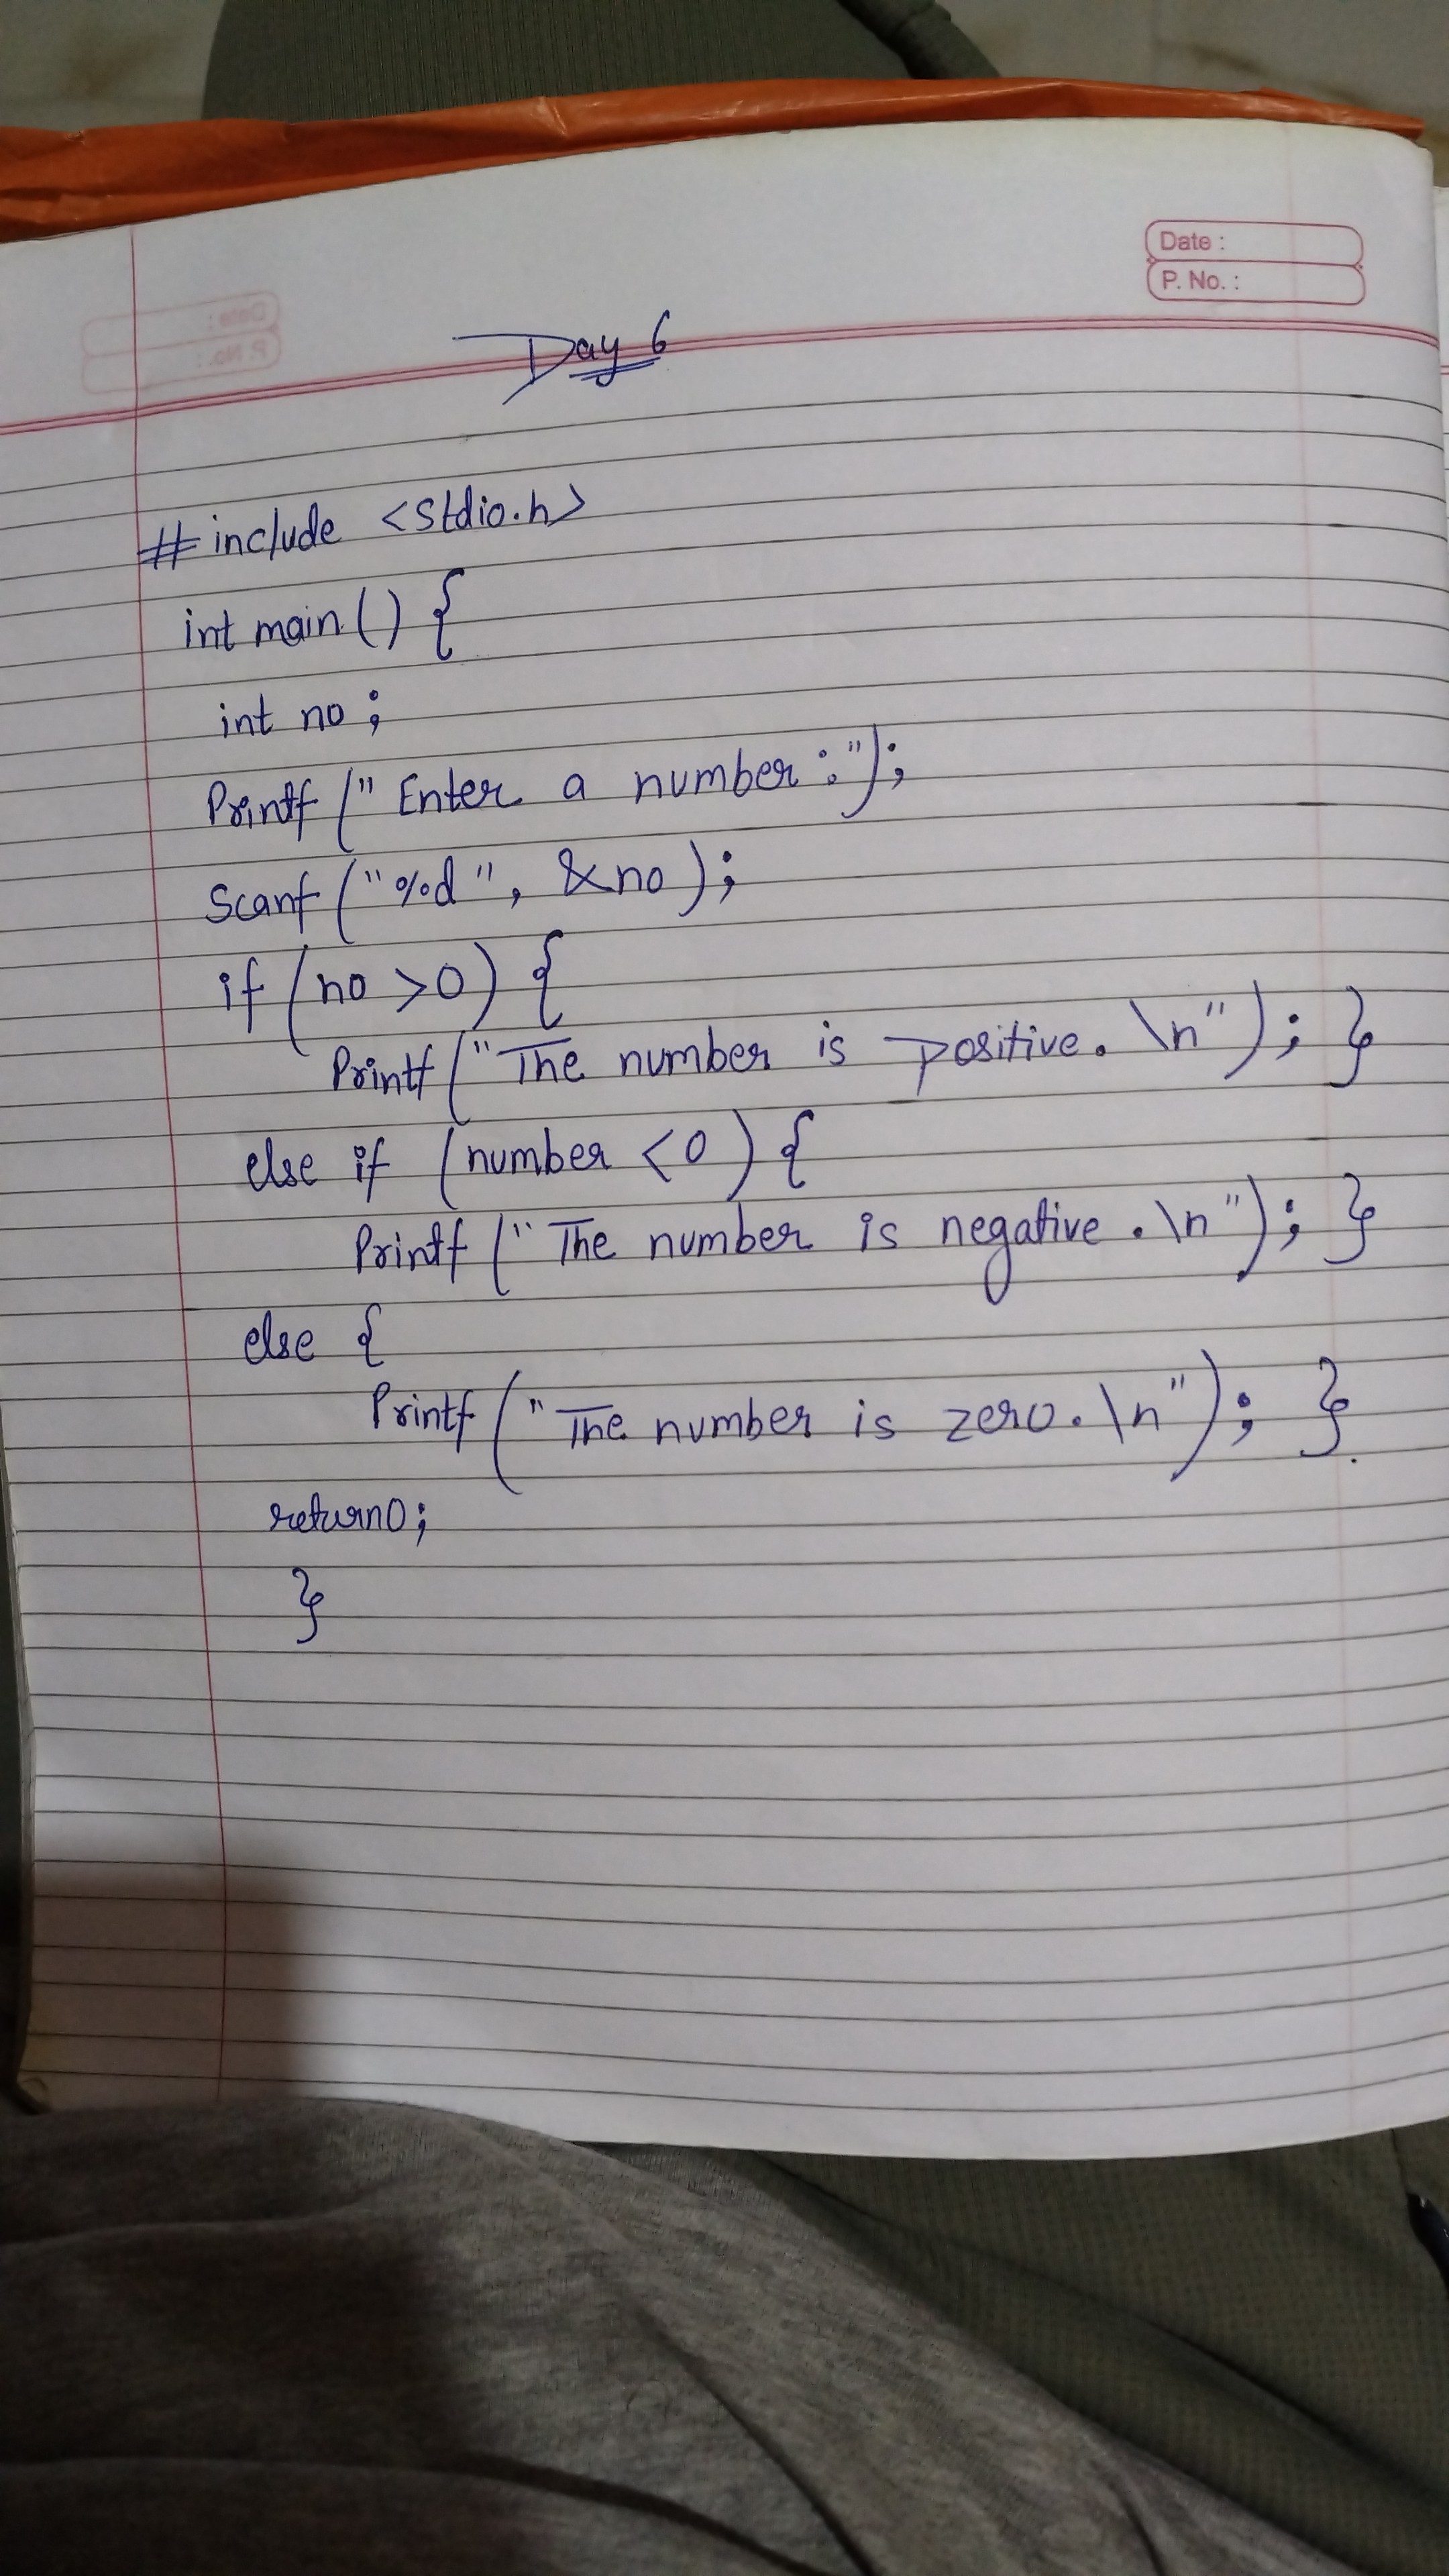 Date :
P. No. :
Day 6
# include <stdio.h>
int main () {
int no ;
Printf (" Enter a number : ");
Scanf ("%d", &no );
if (no >0) {
Printf ("The number is positive. \n"); }
else if (number <0 ) {
Printf ("The number is negative .\n"); }
else {
Printf ("The number is zero. \n"); }.
return0;
}